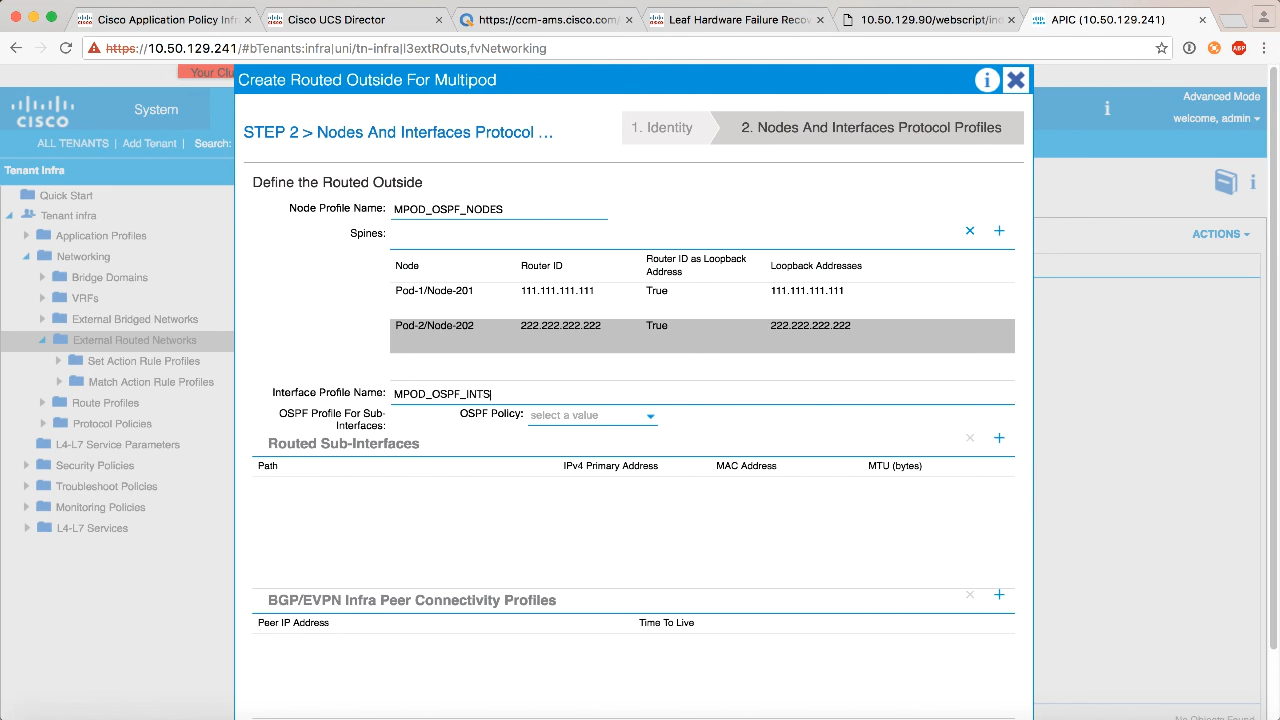 Cisco Application Policy Infr
Cisco UCS Director
https://com-ams.cisco.com/
Leaf Hardware Failure Recov
10.50.129.90/webscript/ind
APIC (10.50.129.241)
https://10.50.129.241/#bTenants:infra|uni/tn-infra|l3extROuts,fvNetworking
ABP
Your Clu
Create Routed Outside For Multipod
CISCO
System
Advanced Mode
welcome, admin
ALL TENANTS | Add Tenant | Search:
STEP 2 > Nodes And Interfaces Protocol ...
1. Identity
2. Nodes And Interfaces Protocol Profiles
Tenant Infra
Quick Start
Tenant infra
Application Profiles
Networking
Bridge Domains
VRFs
External Bridged Networks
External Routed Networks
Set Action Rule Profiles
Match Action Rule Profiles
Route Profiles
Protocol Policies
L4-L7 Service Parameters
Security Policies
Troubleshoot Policies
Monitoring Policies
L4-L7 Services
ACTIONS
Define the Routed Outside
Node Profile Name: MPOD_OSPF_NODES
Spines:
Node Router ID Router ID as Loopback Address Loopback Addresses
Pod-1/Node-201 111.111.111.111 True 111.111.111.111
Pod-2/Node-202 222.222.222.222 True 222.222.222.222
Interface Profile Name: MPOD_OSPF_INTS
OSPF Profile For Sub-Interfaces: OSPF Policy: select a value
Routed Sub-Interfaces
Path IPv4 Primary Address MAC Address MTU (bytes)
BGP/EVPN Infra Peer Connectivity Profiles
Peer IP Address Time To Live
No Objects Found